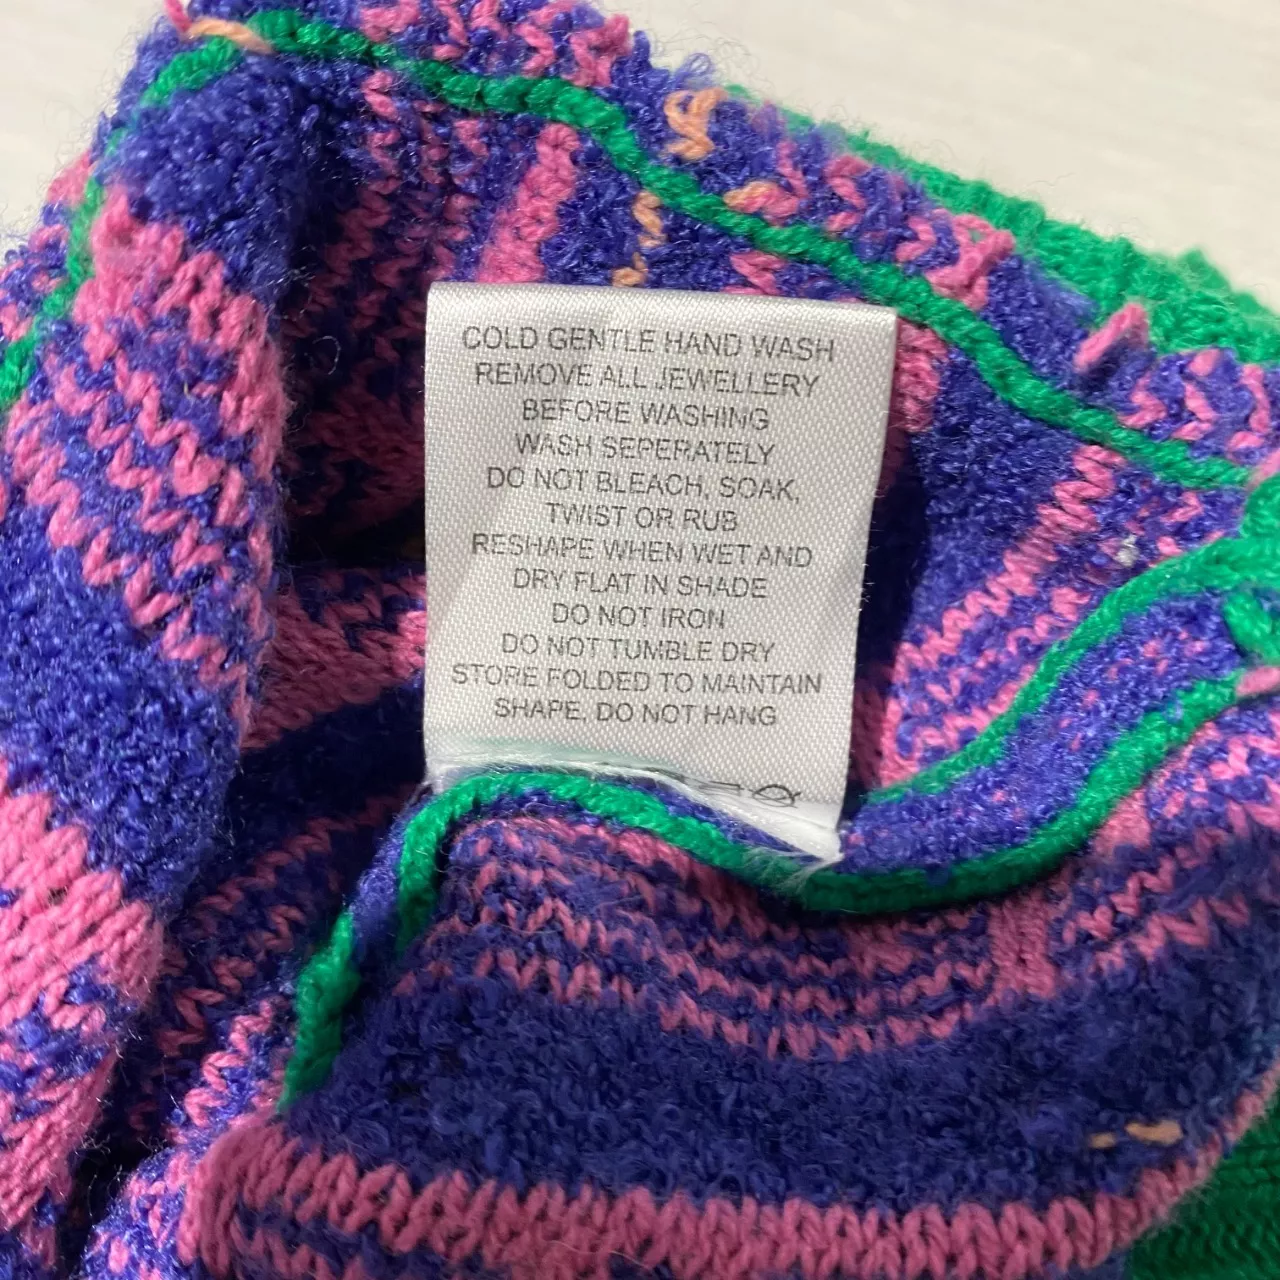 COLD GENTLE HAND WASH
REMOVE ALL JEWELLERY
BEFORE WASHING
WASH SEPERATELY
DO NOT BLEACH, SOAK,
TWIST OR RUB
RESHAPE WHEN WET AND
DRY FLAT IN SHADE
DO NOT IRON
DO NOT TUMBLE DRY
STORE FOLDED TO MAINTAIN
SHAPE, DO NOT HANG